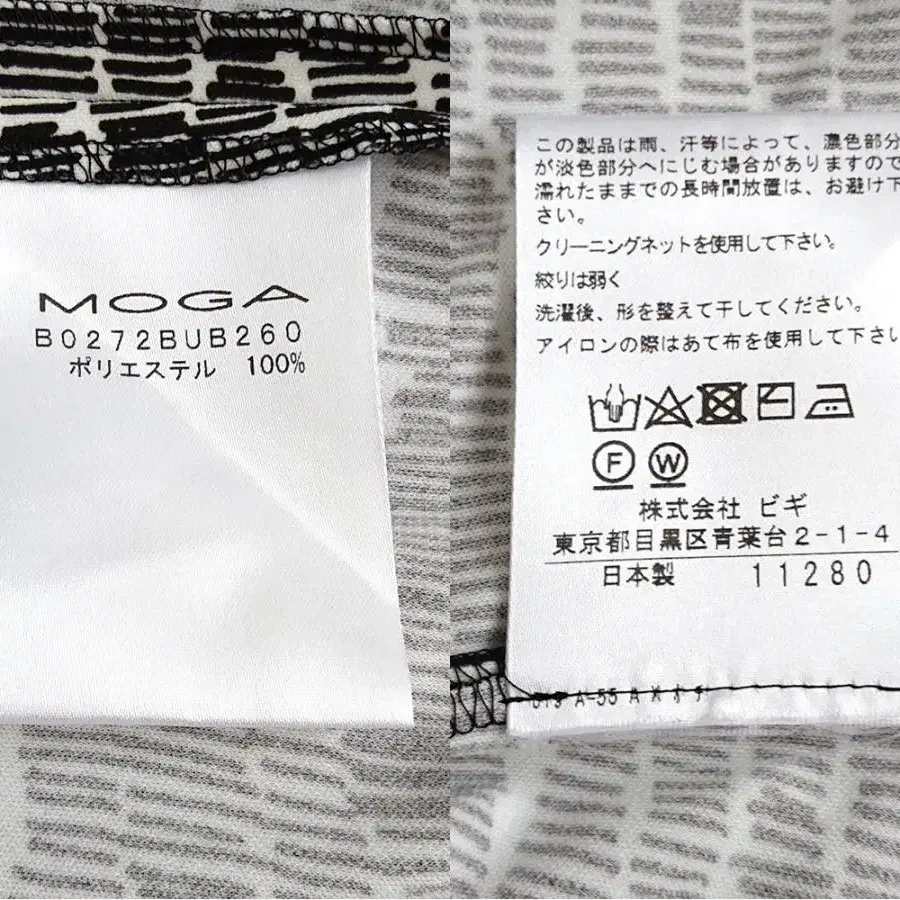 MOGA
B0272BUB260
ポリエステル 100%
この製品は雨、汗等によって、濃色部分
が淡色部分へにじむ場合がありますので
濡れたままでの長時間放置は、お避け下
さい。
クリーニングネットを使用して下さい。
絞りは弱く
洗濯後、形を整えて干してください。
アイロンの際はあて布を使用して下さい
F W
株式会社 ビギ
東京都目黒区青葉台2-1-4
日本製 11280
A-55 A